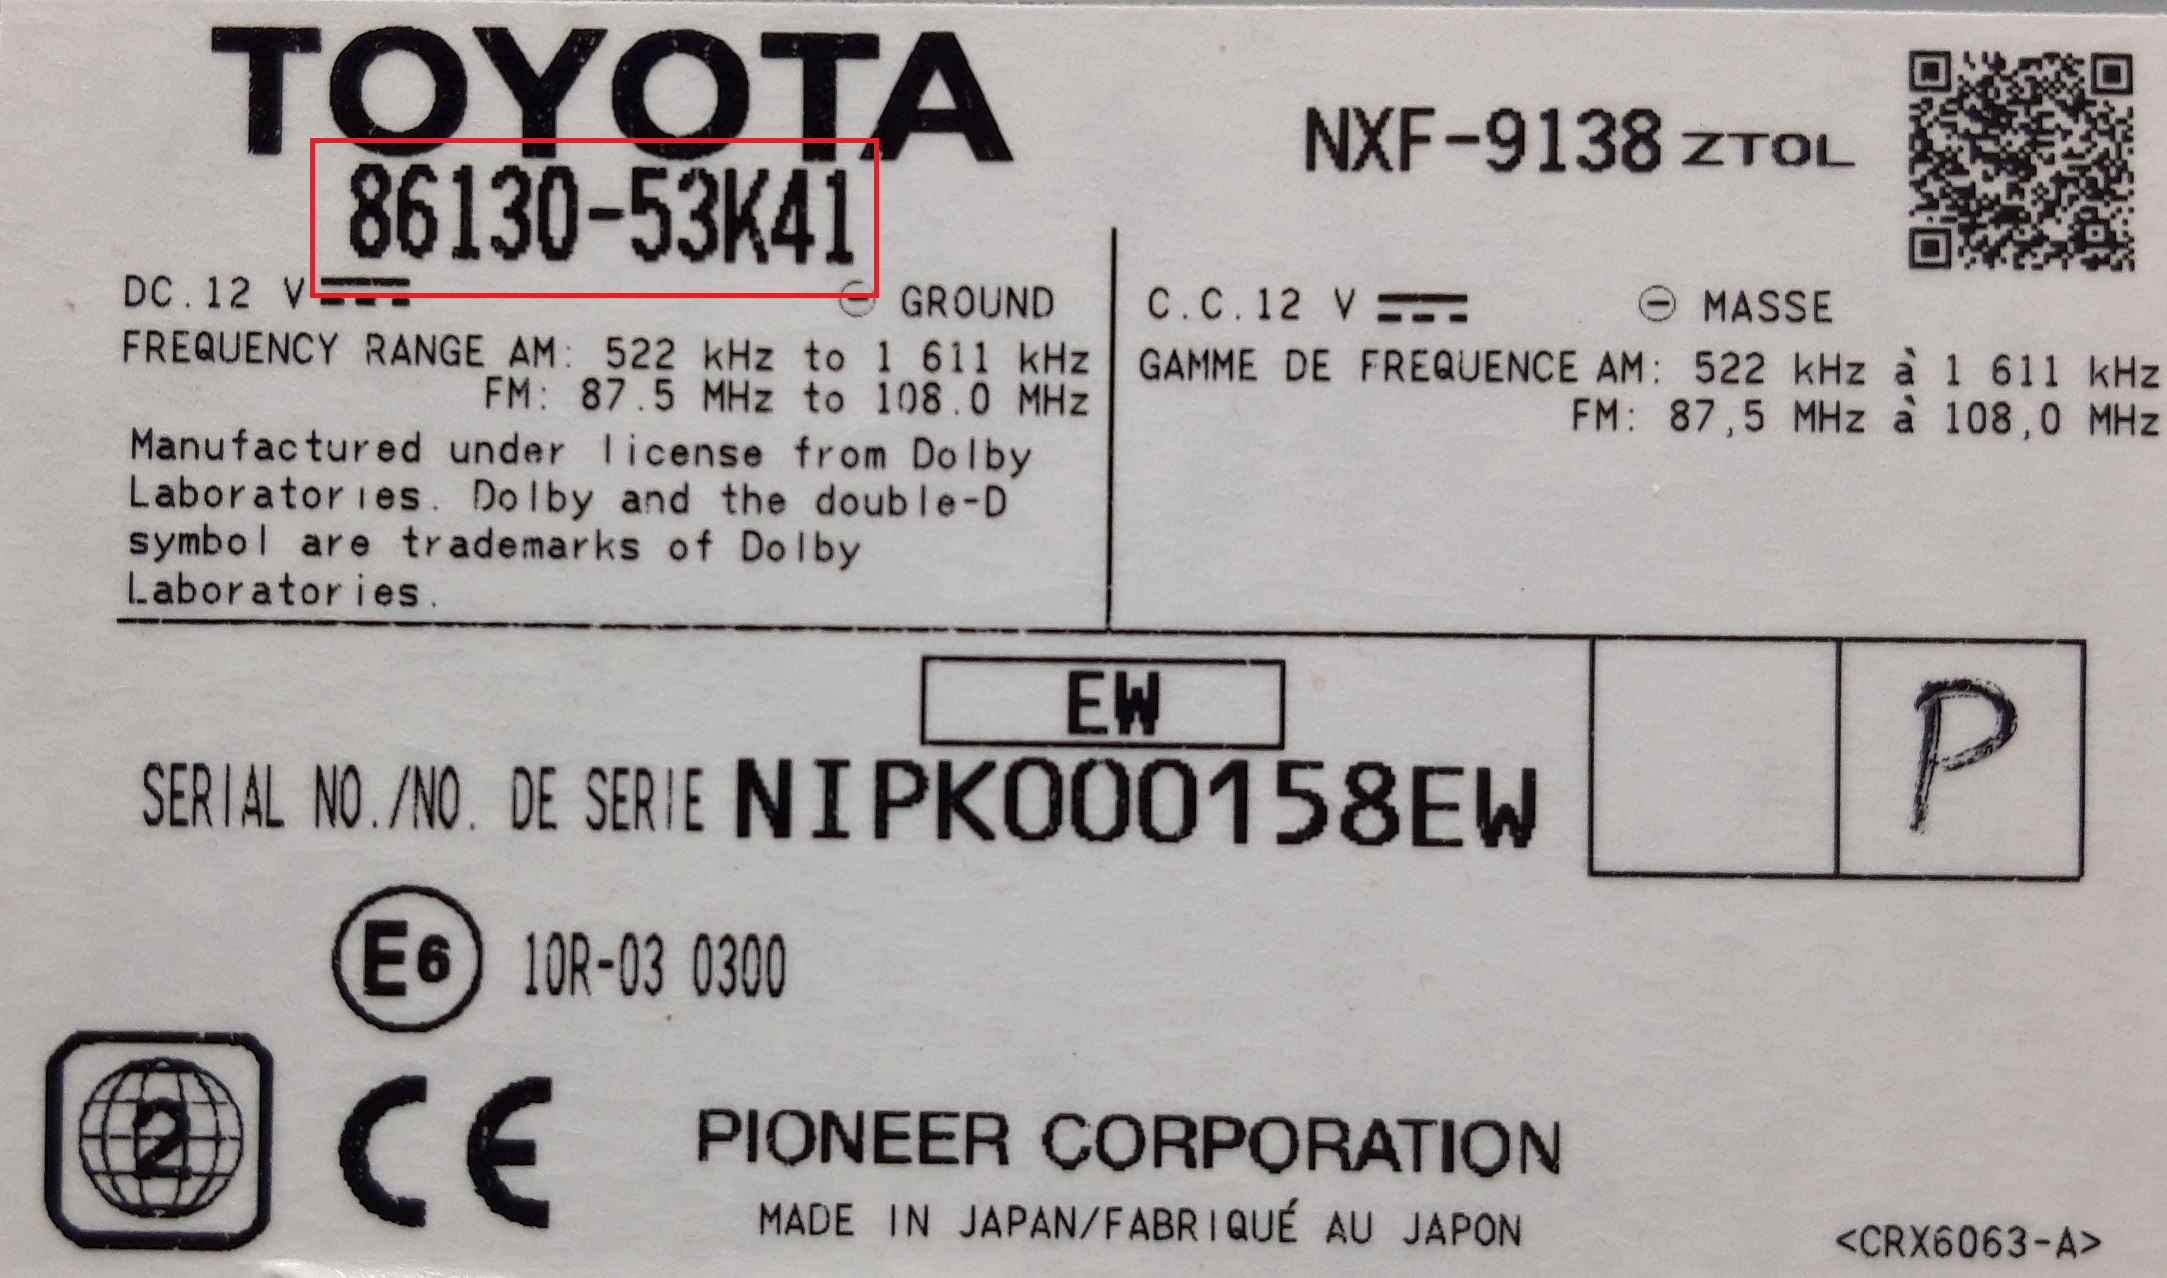 TOYOTA
86130-53K41
NXF-9138 ZTOL
DC.12 V
⊖ GROUND
FREQUENCY RANGE AM: 522 kHz to 1 611 kHz
FM: 87.5 MHz to 108.0 MHz
Manufactured under license from Dolby
Laboratories. Dolby and the double-D
symbol are trademarks of Dolby
Laboratories.
C.C.12 V
⊖ MASSE
GAMME DE FREQUENCE AM: 522 kHz à 1 611 kHz
FM: 87,5 MHz à 108,0 MHz
EW
SERIAL NO./NO. DE SERIE NIPK000158EW
P
E6 10R-03 0300
2
CE
PIONEER CORPORATION
MADE IN JAPAN/FABRIQUÉ AU JAPON
<CRX6063-A>